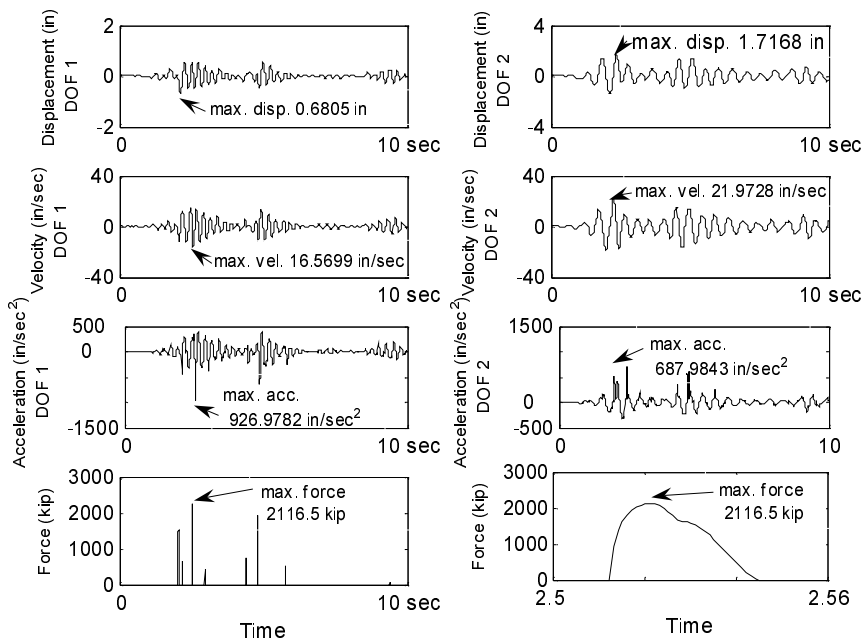 2
0
-2
Displacement (in)
DOF 1
max. disp. 0.6805 in
0
10 sec
4
0
-4
Displacement (in)
DOF 2
max. disp. 1.7168 in
0
10 sec
40
0
-40
Velocity (in/sec)
DOF 1
max. vel. 16.5699 in/sec
0
10 sec
40
0
-40
Velocity (in/sec)
DOF 2
max. vel. 21.9728 in/sec
0
10 sec
500
0
-1500
Acceleration (in/sec²)
DOF 1
max. acc.
926.9782 in/sec²
0
10 sec
1500
0
-500
Acceleration (in/sec²)
DOF 2
max. acc.
687.9843 in/sec²
0
10
3000
2000
1000
0
Force (kip)
max. force
2116.5 kip
0
10 sec
Time
3000
2000
1000
0
Force (kip)
max. force
2116.5 kip
2.5
2.56
Time